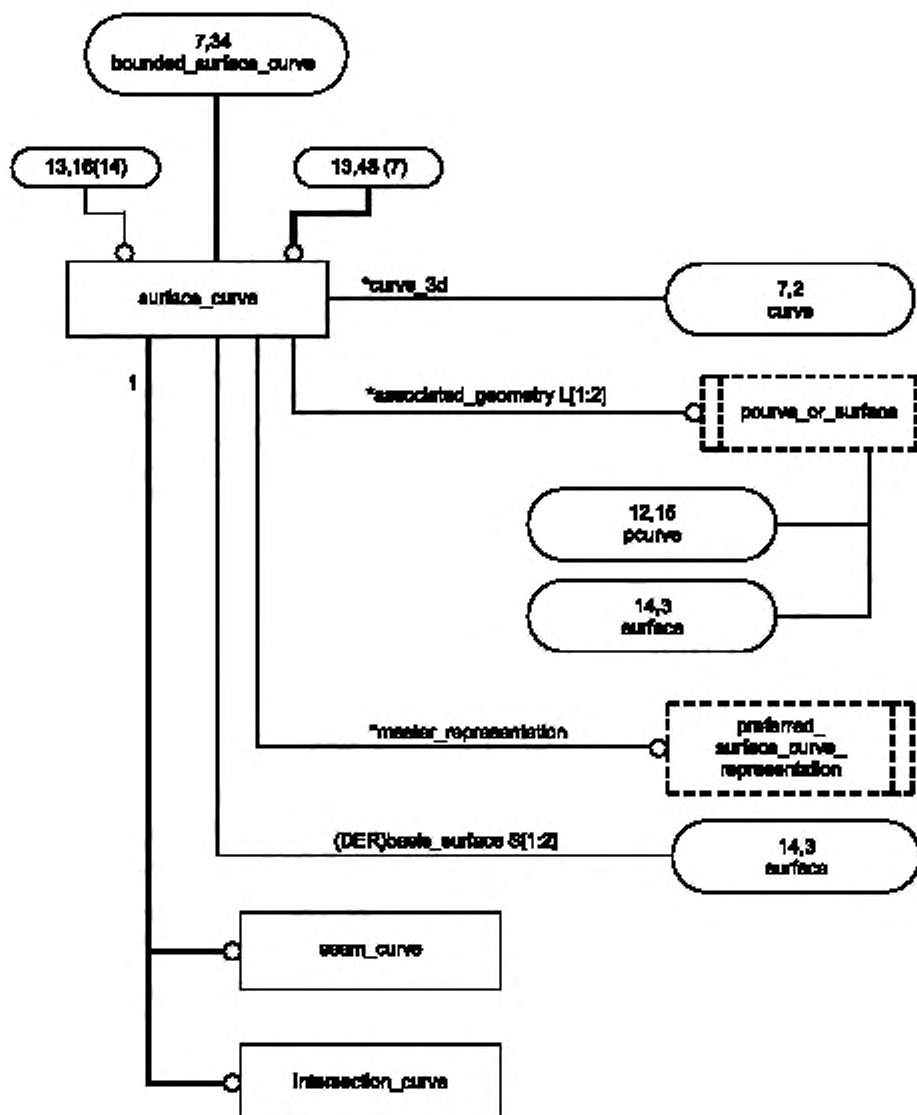 7,34
bounded_surface_curve
13,16(14)
13,48 (7)
surface_curve
*curve_3d
7,2
curve
1
*associated_geometry L[1:2]
pcurve_or_surface
12,15
pcurve
14,3
surface
*master_representation
preferred_
surface_curve_
representation
(DER)basis_surface S[1:2]
14,3
surface
seam_curve
intersection_curve